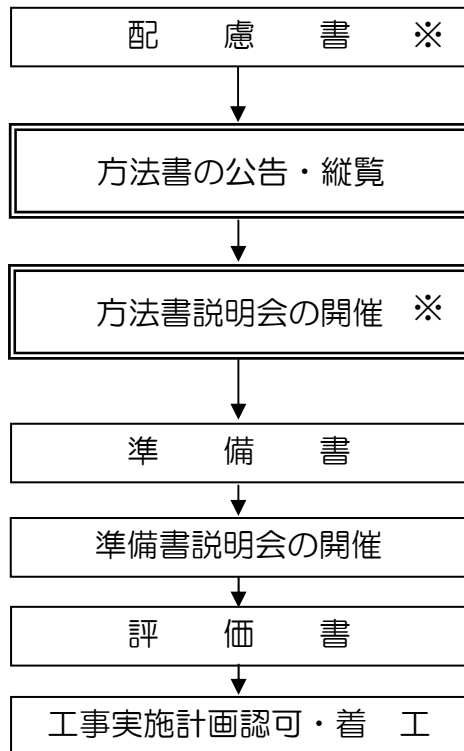 配　慮　書　※
方法書の公告・縦覧
方法書説明会の開催　※
準　備　書
準備書説明会の開催
評　価　書
工事実施計画認可・着　工